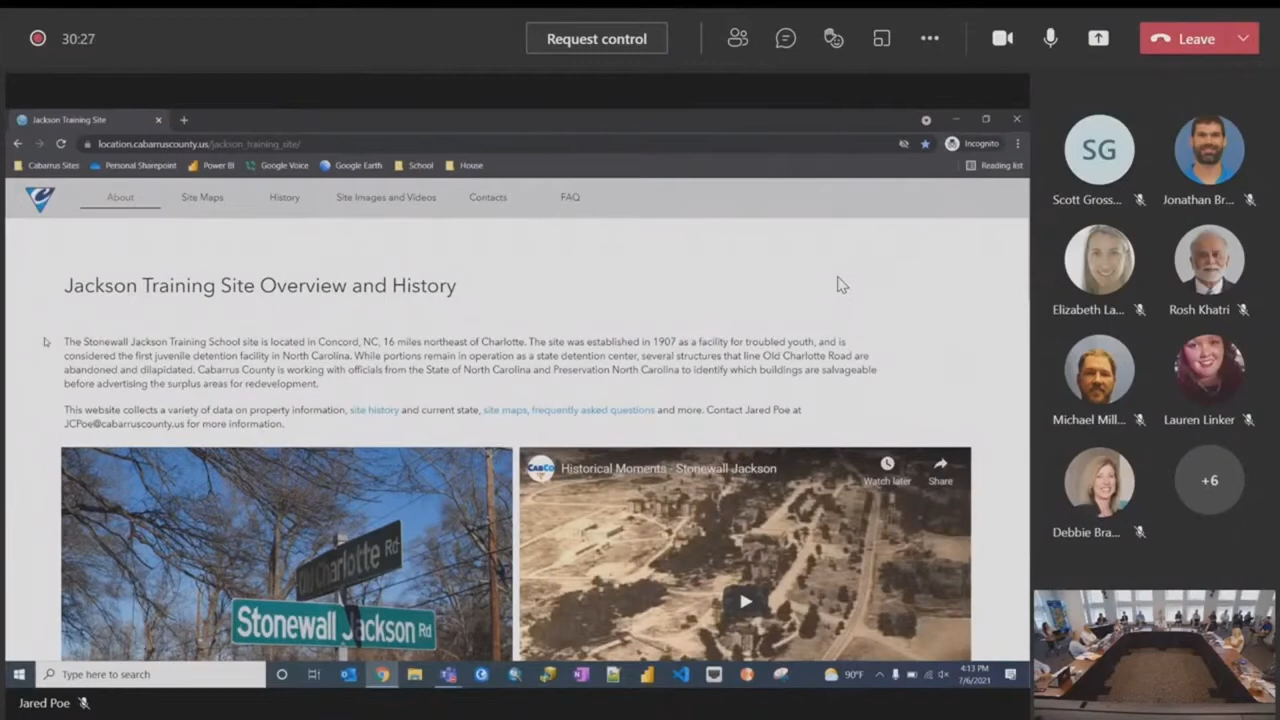 30:27
Request control
Leave
Jackson Training Site
location.cabarruscounty.us/jackson_training_site/
Incognito
Cabarrus Sites
Personal Sharepoint
Power BI
Google Voice
Google Earth
School
House
Reading list
About
Site Maps
History
Site Images and Videos
Contacts
FAQ
Jackson Training Site Overview and History
The Stonewall Jackson Training School site is located in Concord, NC, 16 miles northeast of Charlotte. The site was established in 1907 as a facility for troubled youth, and is
considered the first juvenile detention facility in North Carolina. While portions remain in operation as a state detention center, several structures that line Old Charlotte Road are
abandoned and dilapidated. Cabarrus County is working with officials from the State of North Carolina and Preservation North Carolina to identify which buildings are salvageable
before advertising the surplus areas for redevelopment.
This website collects a variety of data on property information, site history and current state, site maps, frequently asked questions and more. Contact Jared Poe at
JCPoe@cabarruscounty.us for more information.
Old Charlotte Rd
Stonewall Jackson Rd
CABCO
Historical Moments - Stonewall Jackson
Watch later
Share
SG
Scott Gross...
Jonathan Br...
Elizabeth La...
Rosh Khatri
Michael Mill...
Lauren Linker
Debbie Bra...
+6
Type here to search
90°F
4:13 PM
7/6/2021
Jared Poe